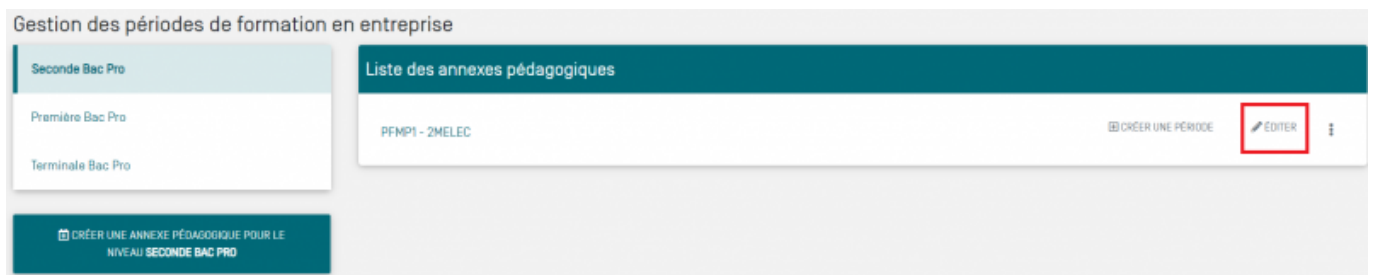 Gestion des périodes de formation en entreprise
Seconde Bac Pro
Première Bac Pro
Terminale Bac Pro
CRÉER UNE ANNEXE PÉDAGOGIQUE POUR LE
NIVEAU SECONDE BAC PRO
Liste des annexes pédagogiques
PFMP1 - 2MELEC
CRÉER UNE PÉRIODE
ÉDITER